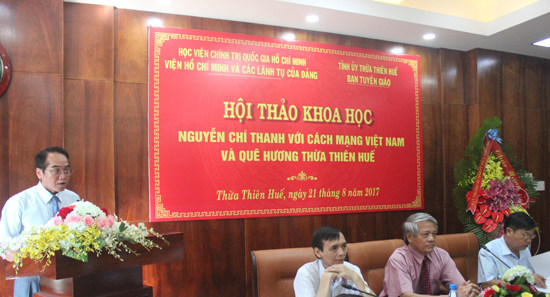 HỌC VIỆN CHÍNH TRỊ QUỐC GIA HỒ CHÍ MINH
VIỆN HỒ CHÍ MINH VÀ CÁC LÃNH TỤ CỦA ĐẢNG
TỈNH ỦY THỪA THIÊN HUẾ
BAN TUYÊN GIÁO
HỘI THẢO KHOA HỌC
NGUYỄN CHÍ THANH VỚI CÁCH MẠNG VIỆT NAM
VÀ QUÊ HƯƠNG THỪA THIÊN HUẾ
Thừa Thiên Huế, ngày 21 tháng 8 năm 2017